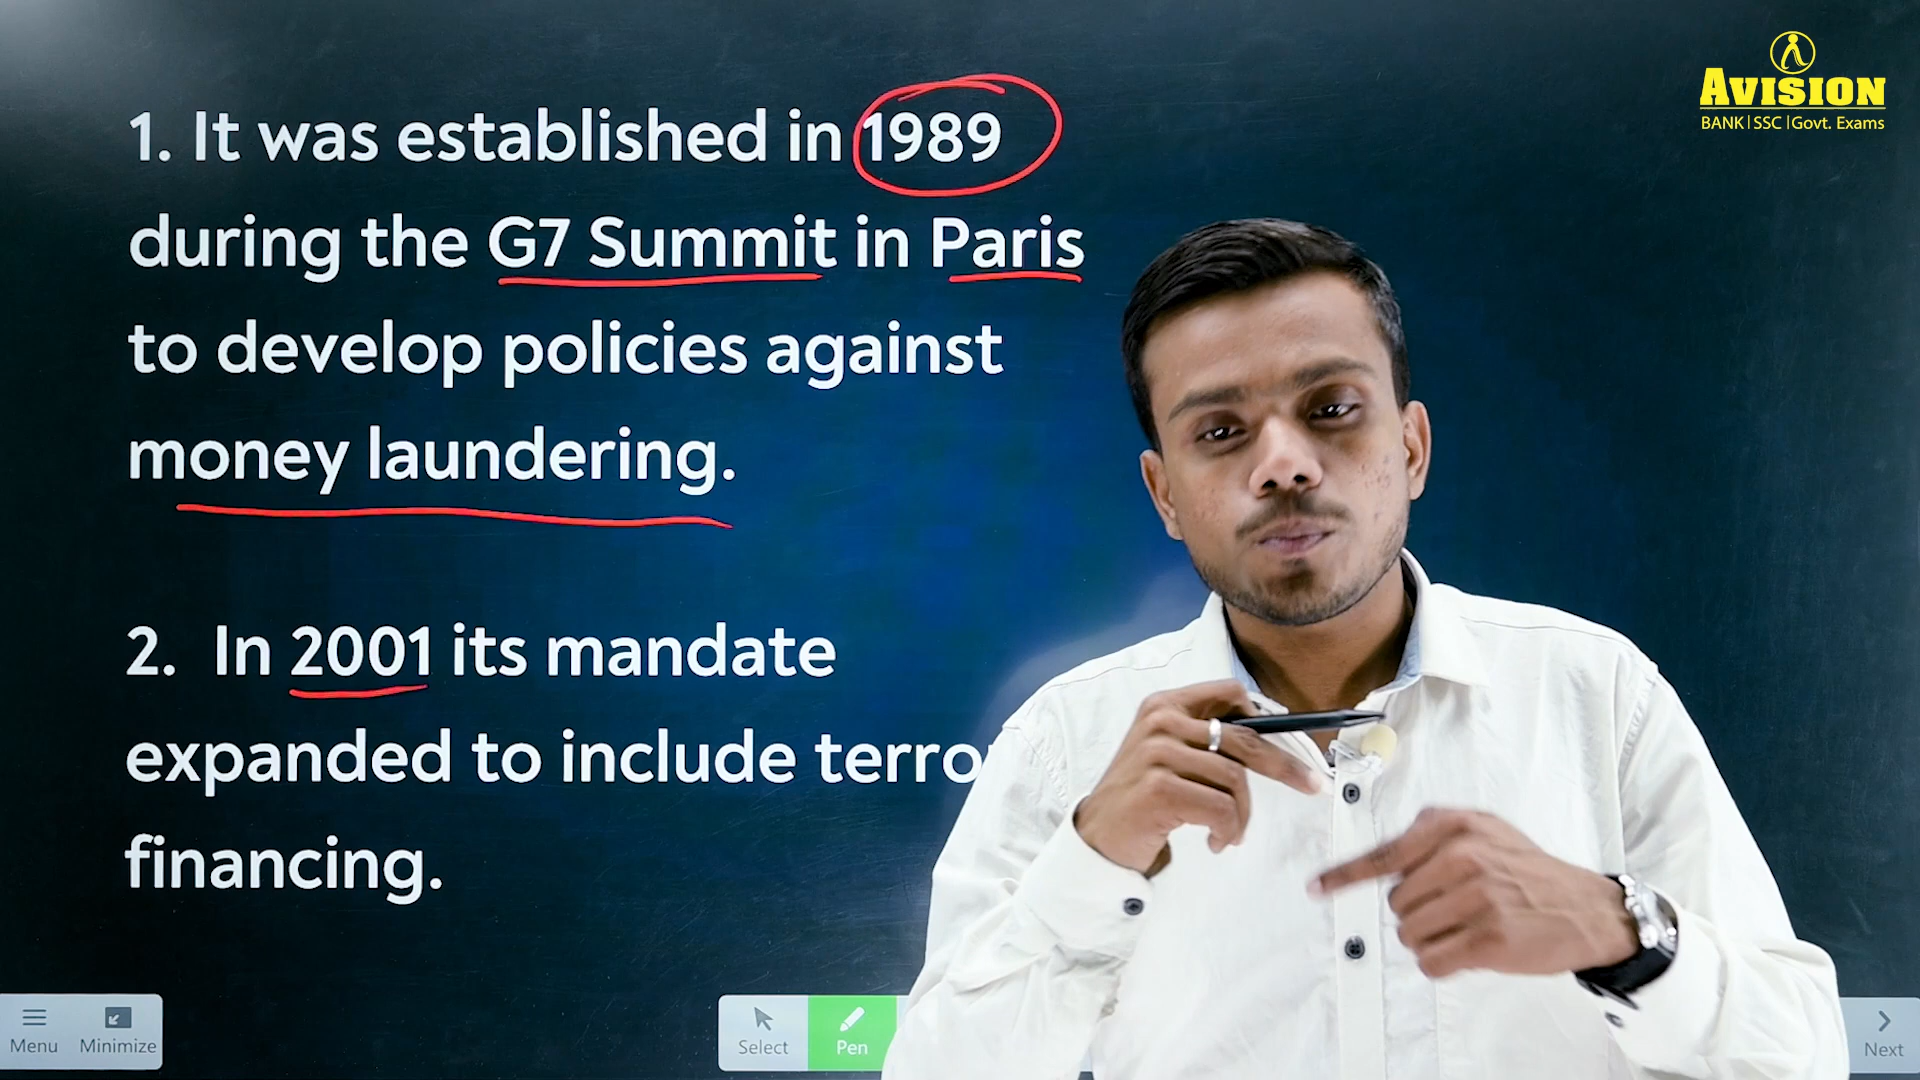 AVISION
BANK | SSC | Govt. Exams
1. It was established in 1989
during the G7 Summit in Paris
to develop policies against
money laundering.
2. In 2001 its mandate
expanded to include
financing.
Menu
Minimize
Select
Pen
Next